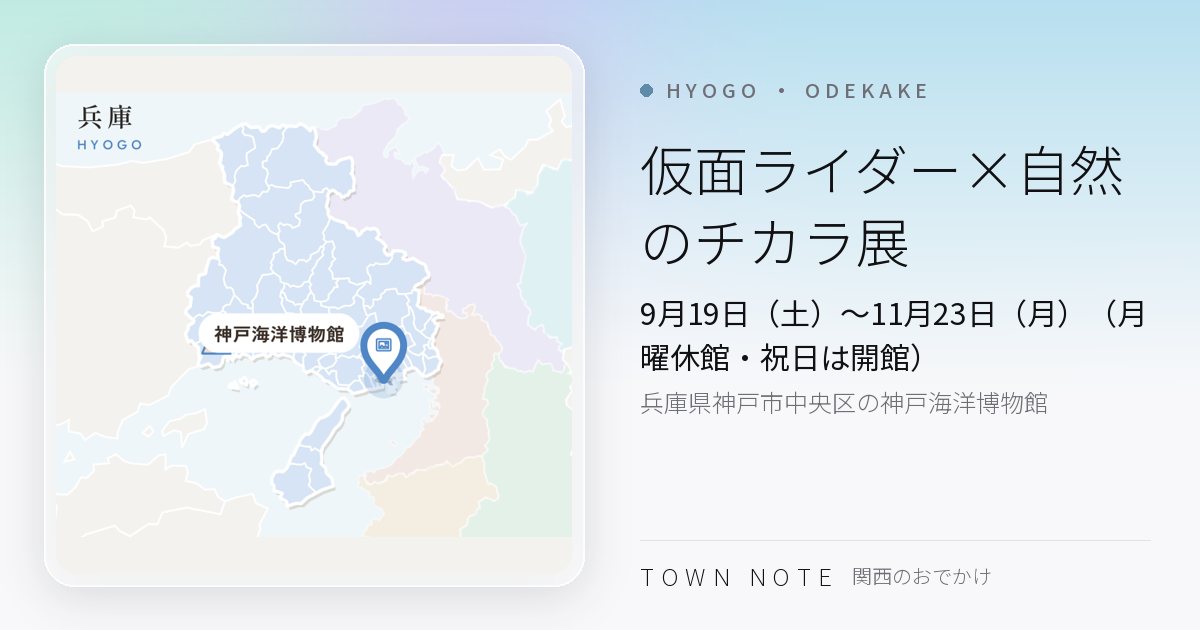 兵庫
HYOGO
神戸海洋博物館
HYOGO • ODEKAKE
仮面ライダー×自然
のチカラ展
9月19日（土）〜11月23日（月）（月
曜休館・祝日は開館）
兵庫県神戸市中央区の神戸海洋博物館
TOWN NOTE 関西のおでかけ